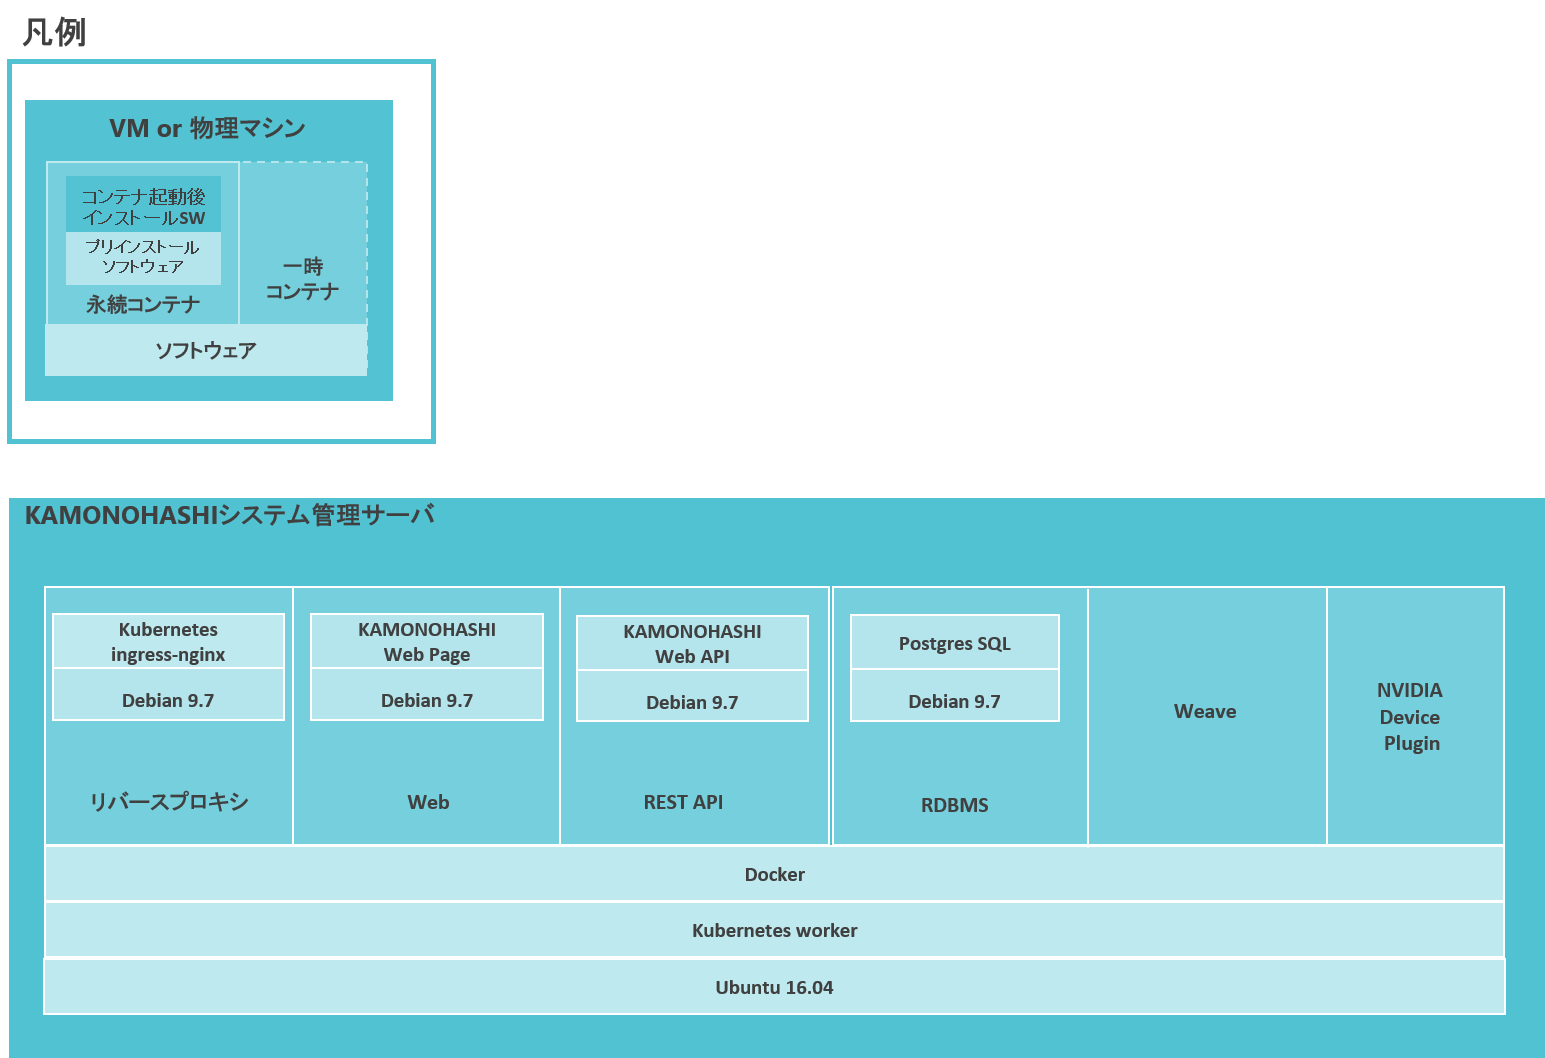 凡例
VM or 物理マシン
コンテナ起動後
インストールSW
プリインストール
ソフトウェア
永続コンテナ
一時
コンテナ
ソフトウェア
KAMONOHASHIシステム管理サーバ
Kubernetes
ingress-nginx
Debian 9.7
リバースプロキシ
KAMONOHASHI
Web Page
Debian 9.7
Web
KAMONOHASHI
Web API
Debian 9.7
REST API
Postgres SQL
Debian 9.7
RDBMS
Weave
NVIDIA
Device
Plugin
Docker
Kubernetes worker
Ubuntu 16.04